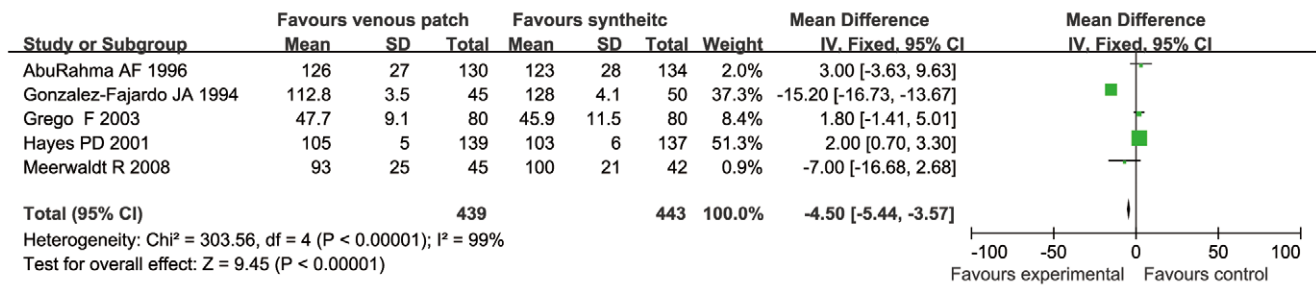 Favours venous patch Favours syntheitc Mean Difference Mean Difference
Study or Subgroup Mean SD Total Mean SD Total Weight IV, Fixed, 95% CI IV, Fixed, 95% CI
AbuRahma AF 1996 126 27 130 123 28 134 2.0% 3.00 [-3.63, 9.63]
Gonzalez-Fajardo JA 1994 112.8 3.5 45 128 4.1 50 37.3% -15.20 [-16.73, -13.67]
Grego F 2003 47.7 9.1 80 45.9 11.5 80 8.4% 1.80 [-1.41, 5.01]
Hayes PD 2001 105 5 139 103 6 137 51.3% 2.00 [0.70, 3.30]
Meerwaldt R 2008 93 25 45 100 21 42 0.9% -7.00 [-16.68, 2.68]
Total (95% CI) 439 443 100.0% -4.50 [-5.44, -3.57]
Heterogeneity: Chi² = 303.56, df = 4 (P < 0.00001); I² = 99%
Test for overall effect: Z = 9.45 (P < 0.00001)
-100 -50 0 50 100
Favours experimental Favours control